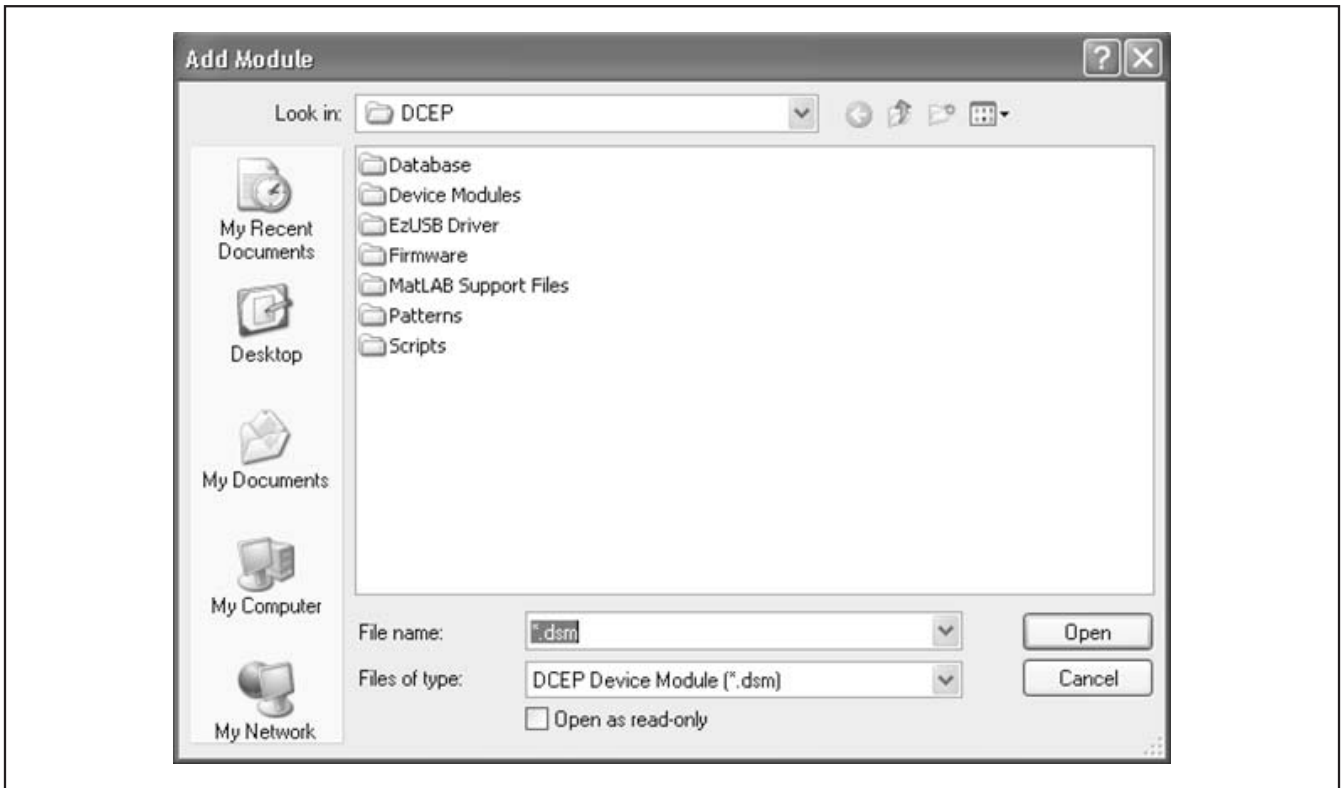 Add Module
Look in: DCEP
My Recent
Documents
Desktop
My Documents
My Computer
My Network
Database
Device Modules
EzUSB Driver
Firmware
MatLAB Support Files
Patterns
Scripts
File name: *.dsm Open
Files of type: DCEP Device Module (*.dsm) Cancel
Open as read-only